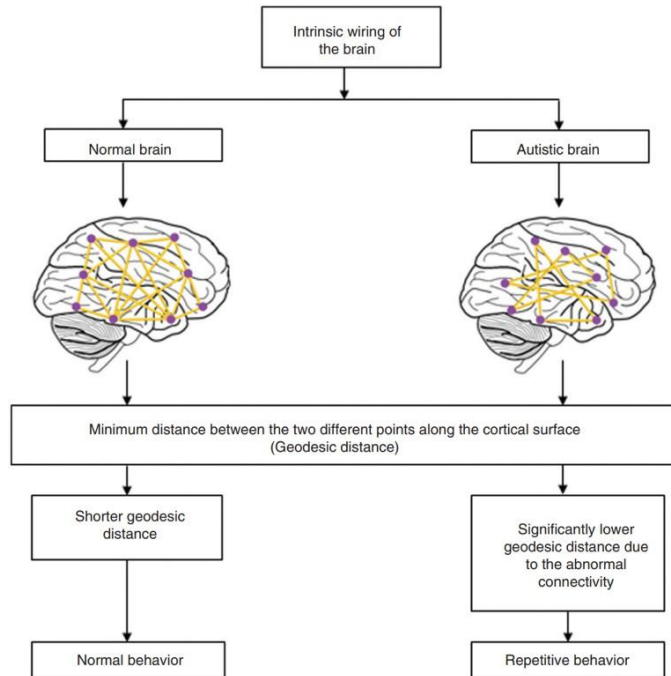 Intrinsic wiring of
the brain
Normal brain
Autistic brain
Minimum distance between the two different points along the cortical surface
(Geodesic distance)
Shorter geodesic
distance
Significantly lower
geodesic distance due
to the abnormal
connectivity
Normal behavior
Repetitive behavior